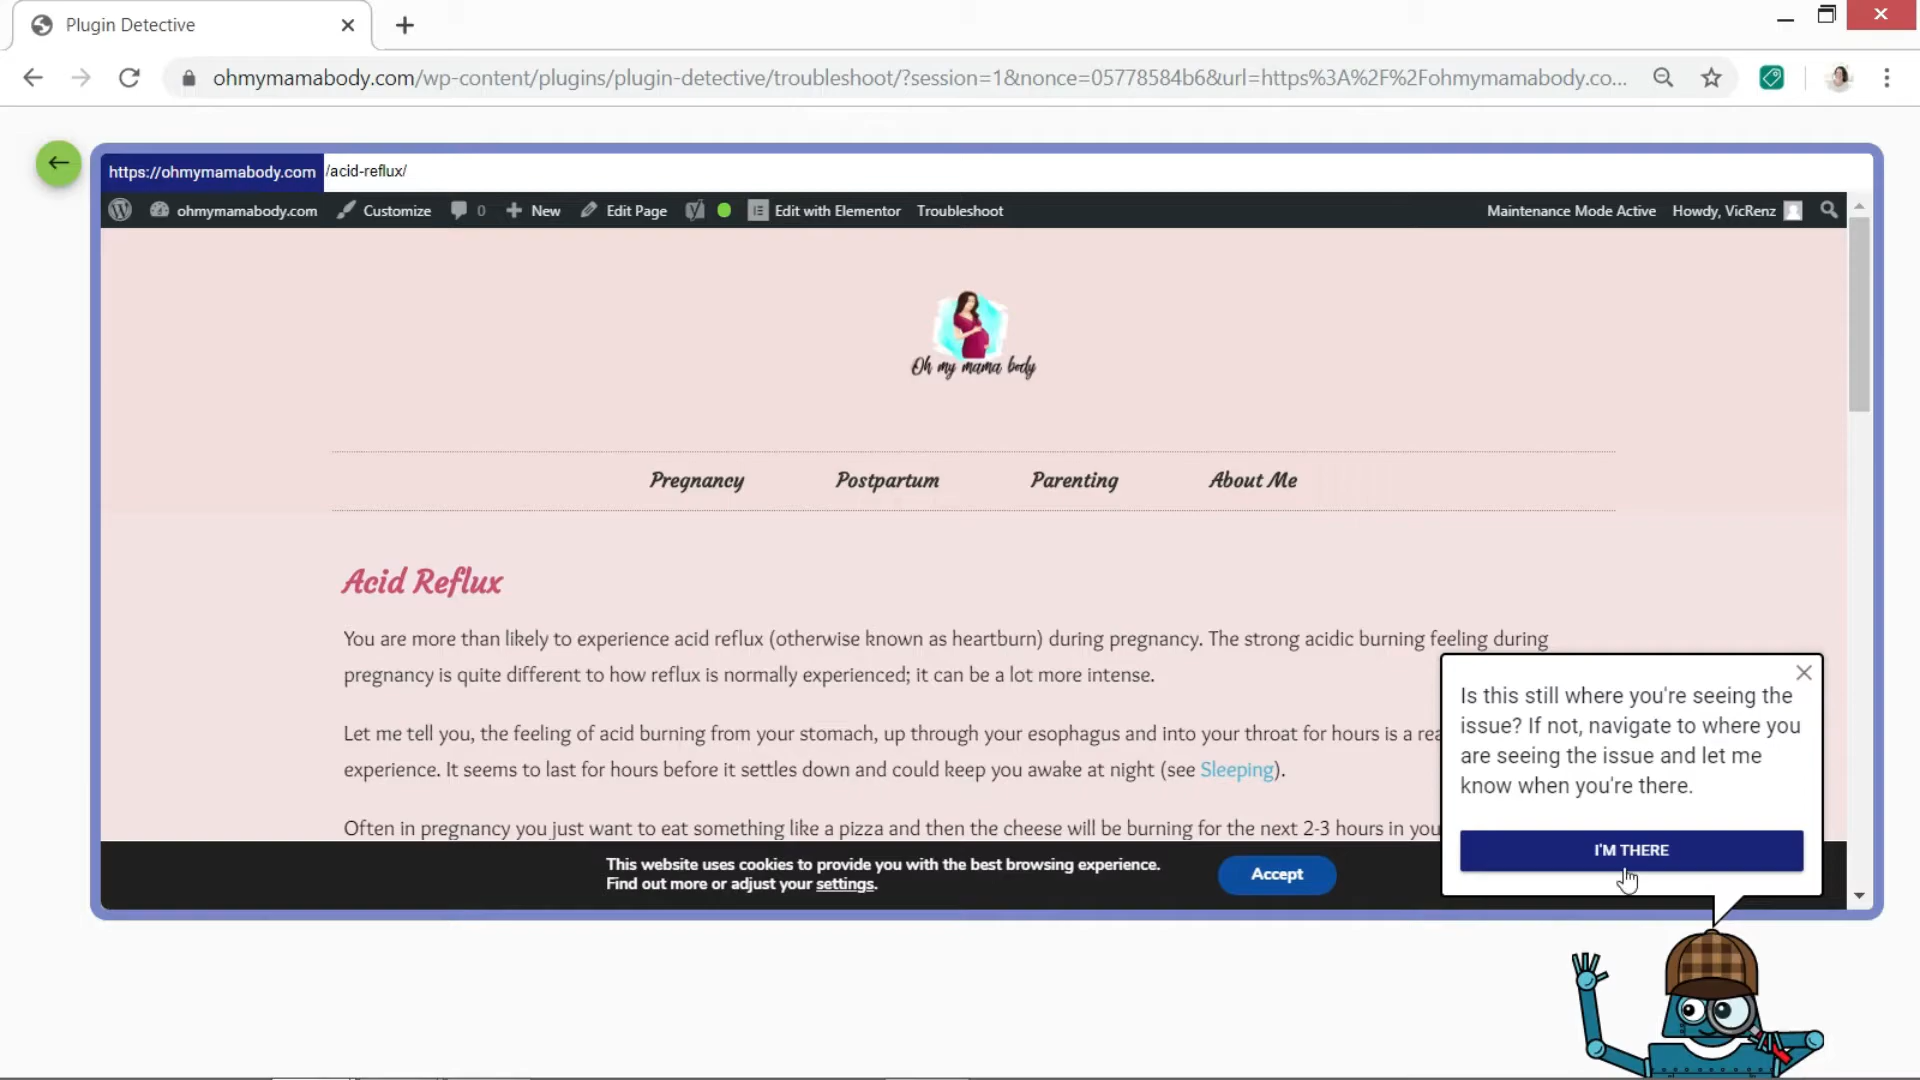 Plugin Detective
ohmymamabody.com/wp-content/plugins/plugin-detective/troubleshoot/?session=1&nonce=05778584b6&url=https%3A%2F%2Fohmymamabody.co...
https://ohmymamabody.com /acid-reflux/
ohmymamabody.com Customize 0 New Edit Page Edit with Elementor Troubleshoot Maintenance Mode Active Howdy, VicRenz
Oh my mama body
Pregnancy Postpartum Parenting About Me
Acid Reflux
You are more than likely to experience acid reflux (otherwise known as heartburn) during pregnancy. The strong acidic burning feeling during
pregnancy is quite different to how reflux is normally experienced; it can be a lot more intense.
Let me tell you, the feeling of acid burning from your stomach, up through your esophagus and into your throat for hours is a
experience. It seems to last for hours before it settles down and could keep you awake at night (see Sleeping).
Often in pregnancy you just want to eat something like a pizza and then the cheese will be burning for the next 2-3 hours in
This website uses cookies to provide you with the best browsing experience.
Find out more or adjust your settings.
Accept
Is this still where you're seeing the
issue? If not, navigate to where you
are seeing the issue and let me
know when you're there.
I'M THERE